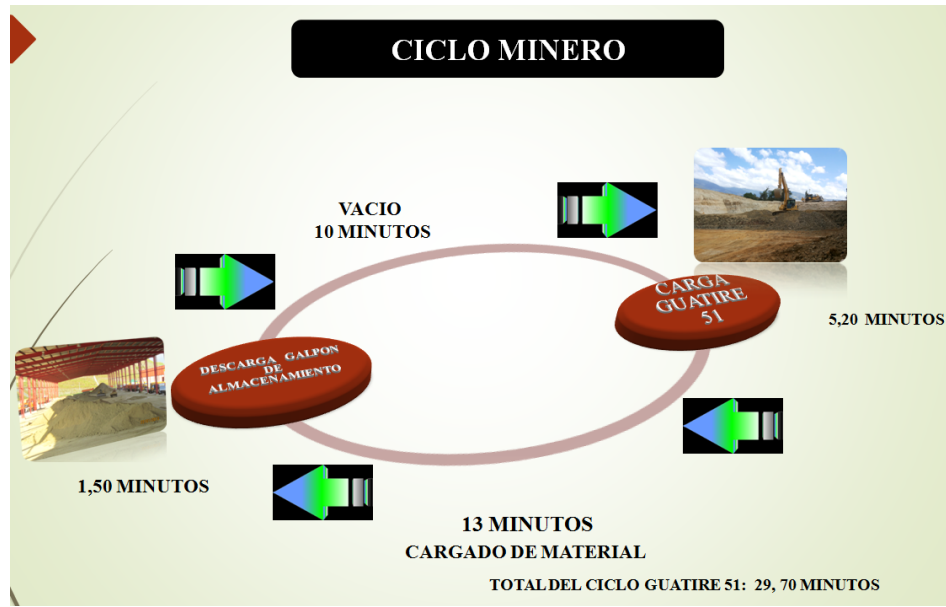 CICLO MINERO
VACIO
10 MINUTOS
CARGA
GUATIRE
51
5,20 MINUTOS
DESCARGA GALPON
DE
ALMACENAMIENTO
1,50 MINUTOS
13 MINUTOS
CARGADO DE MATERIAL
TOTAL DEL CICLO GUATIRE 51: 29, 70 MINUTOS